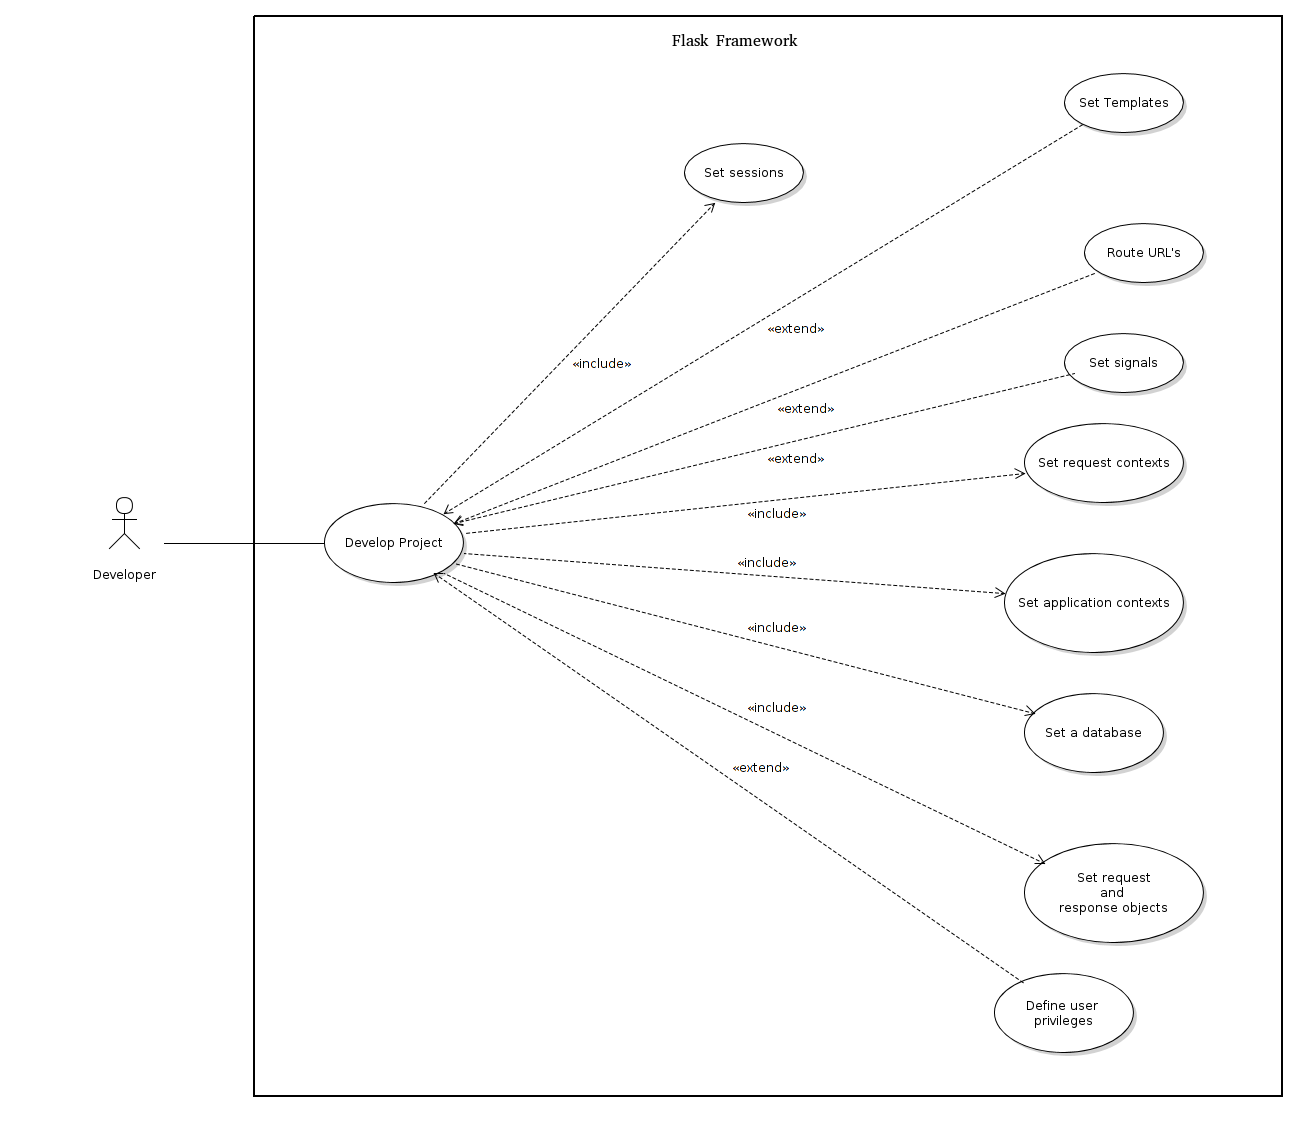 Flask Framework
Set Templates
Set sessions
Route URL's
«extend»
Set signals
«include»
«extend»
«extend»
Set request contexts
«include»
Develop Project
«include»
Developer
Set application contexts
«include»
«include»
Set a database
«extend»
Set request
and
response objects
Define user
privileges